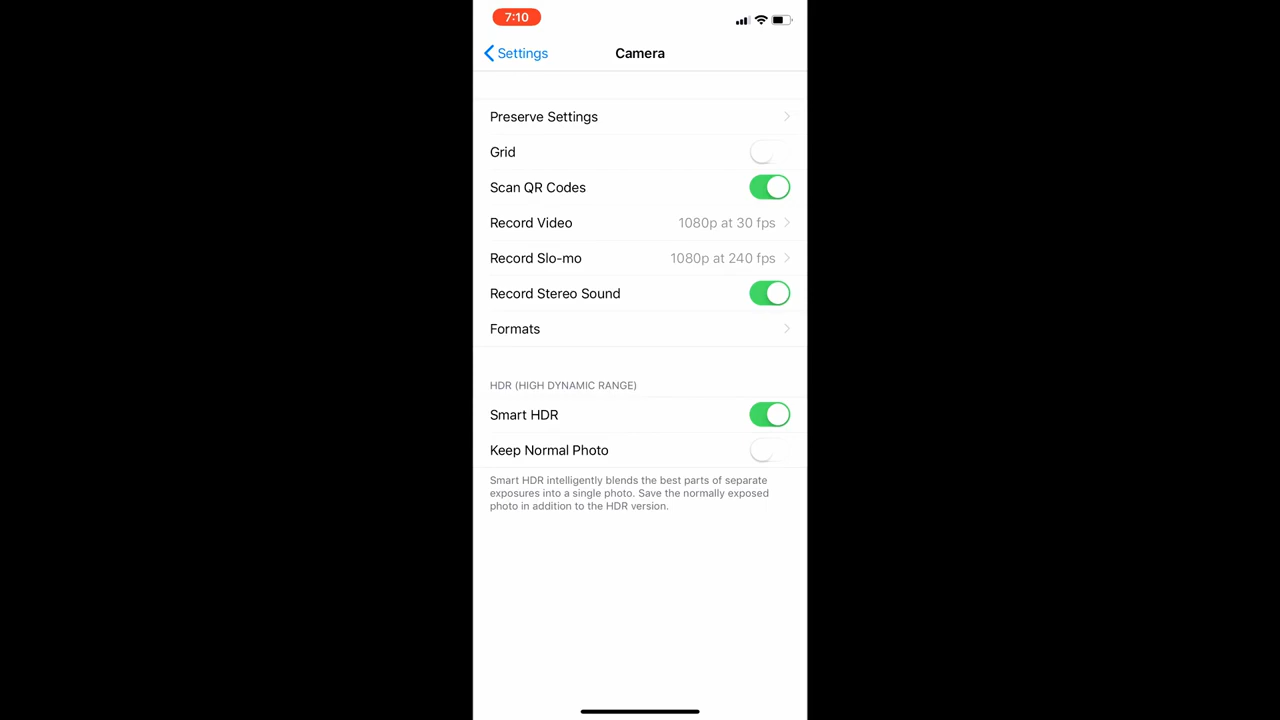 7:10
Settings
Camera
Preserve Settings
Grid
Scan QR Codes
Record Video 1080p at 30 fps
Record Slo-mo 1080p at 240 fps
Record Stereo Sound
Formats
HDR (HIGH DYNAMIC RANGE)
Smart HDR
Keep Normal Photo
Smart HDR intelligently blends the best parts of separate
exposures into a single photo. Save the normally exposed
photo in addition to the HDR version.